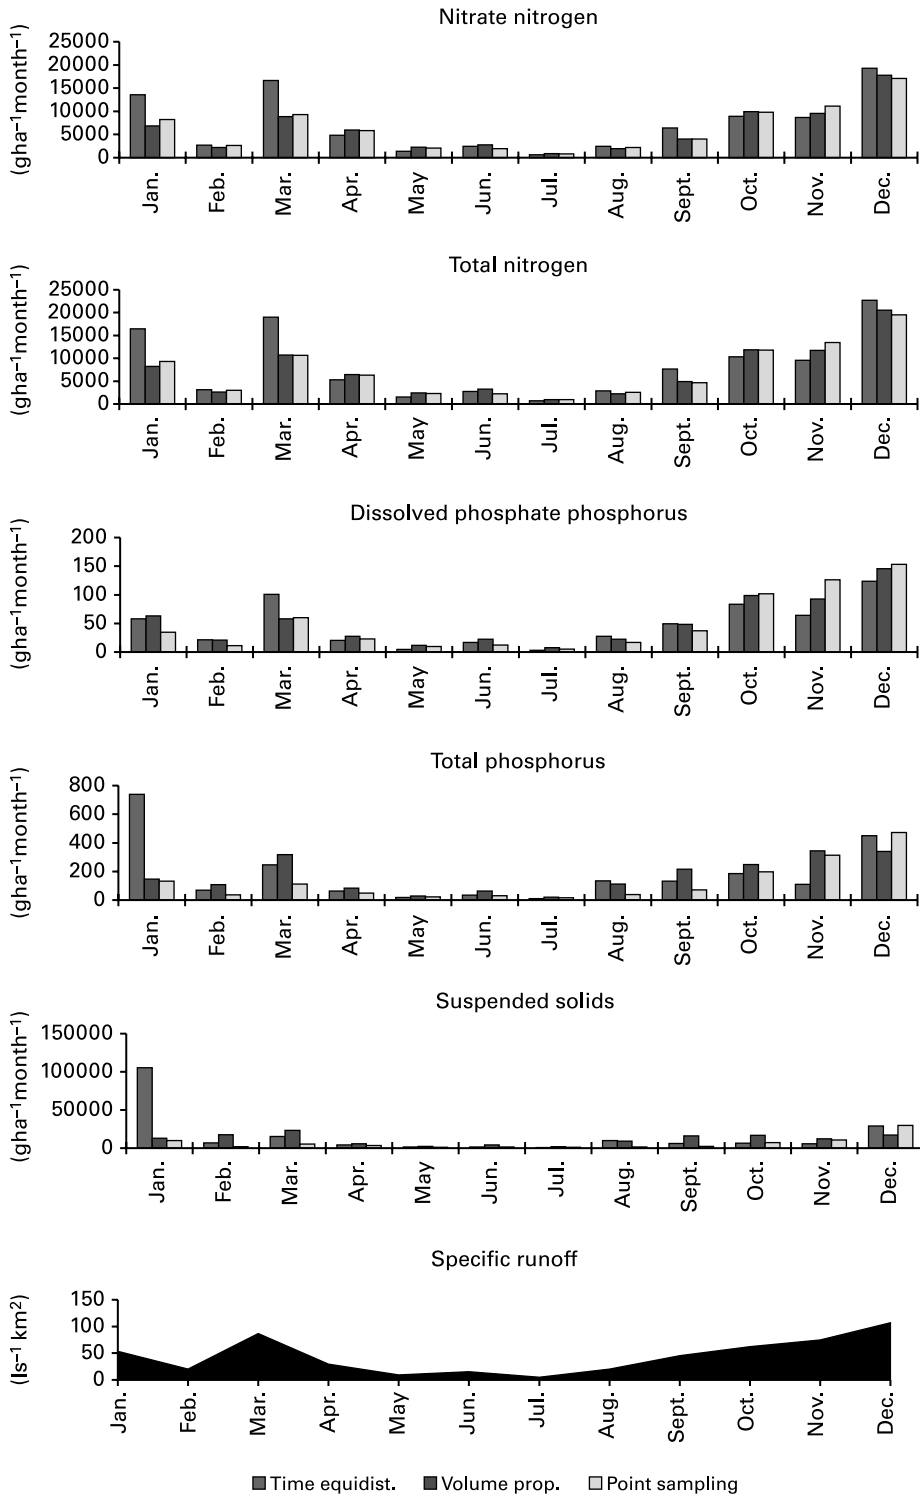 Nitrate nitrogen
(gha⁻¹month⁻¹)
25000
20000
15000
10000
5000
0
Jan. Feb. Mar. Apr. May Jun. Jul. Aug. Sept. Oct. Nov. Dec.
Total nitrogen
(gha⁻¹month⁻¹)
25000
20000
15000
10000
5000
0
Jan. Feb. Mar. Apr. May Jun. Jul. Aug. Sept. Oct. Nov. Dec.
Dissolved phosphate phosphorus
(gha⁻¹month⁻¹)
200
150
100
50
0
Jan. Feb. Mar. Apr. May Jun. Jul. Aug. Sept. Oct. Nov. Dec.
Total phosphorus
(gha⁻¹month⁻¹)
800
600
400
200
0
Jan. Feb. Mar. Apr. May Jun. Jul. Aug. Sept. Oct. Nov. Dec.
Suspended solids
(gha⁻¹month⁻¹)
150000
100000
50000
0
Jan. Feb. Mar. Apr. May Jun. Jul. Aug. Sept. Oct. Nov. Dec.
Specific runoff
(ls⁻¹ km²)
150
100
50
0
Jan. Feb. Mar. Apr. May Jun. Jul. Aug. Sept. Oct. Nov. Dec.
Time equidist. Volume prop. Point sampling